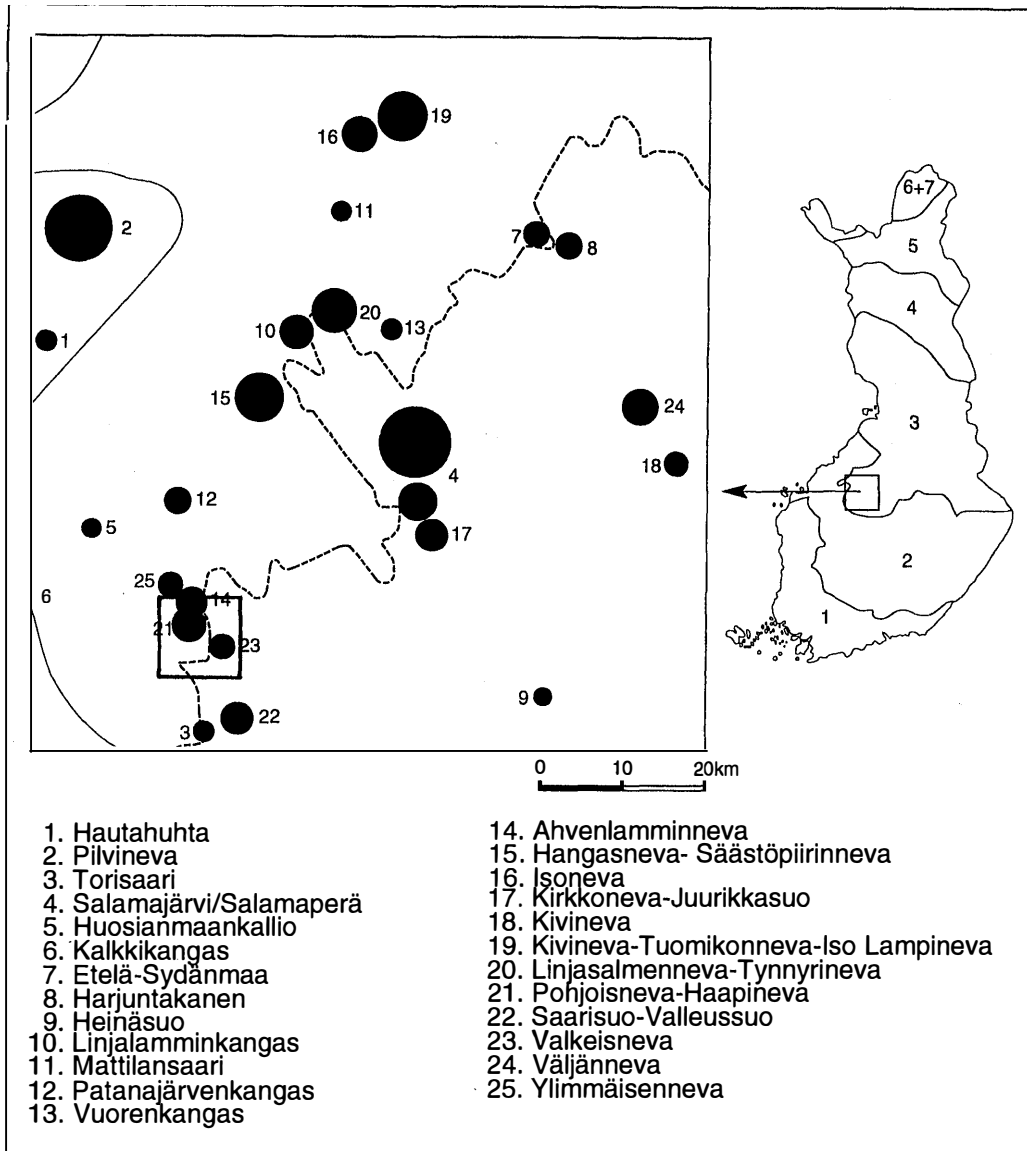 19
16
11
2
7
8
20
10
13
1
15
24
4
18
12
17
5
25
6
14
21
23
9
22
3
0 10 20km
6+7
5
4
3
2
1
1. Hautahuhta
2. Pilvineva
3. Torisaari
4. Salamajärvi/Salamaperä
5. Huosianmaankallio
6. Kalkkikangas
7. Etelä-Sydänmaa
8. Harjuntakanen
9. Heinäsuo
10. Linjalamminkangas
11. Mattilansaari
12. Patanajärvenkangas
13. Vuorenkangas
14. Ahvenlamminneva
15. Hangasneva- Säästöpiirinneva
16. Isoneva
17. Kirkkoneva-Juurikkasuo
18. Kivineva
19. Kivineva-Tuomikonneva-Iso Lampineva
20. Linjasalmenneva-Tynnyrineva
21. Pohjoisneva-Haapineva
22. Saarisuo-Valleussuo
23. Valkeisneva
24. Väljänneva
25. Ylimmäisenneva